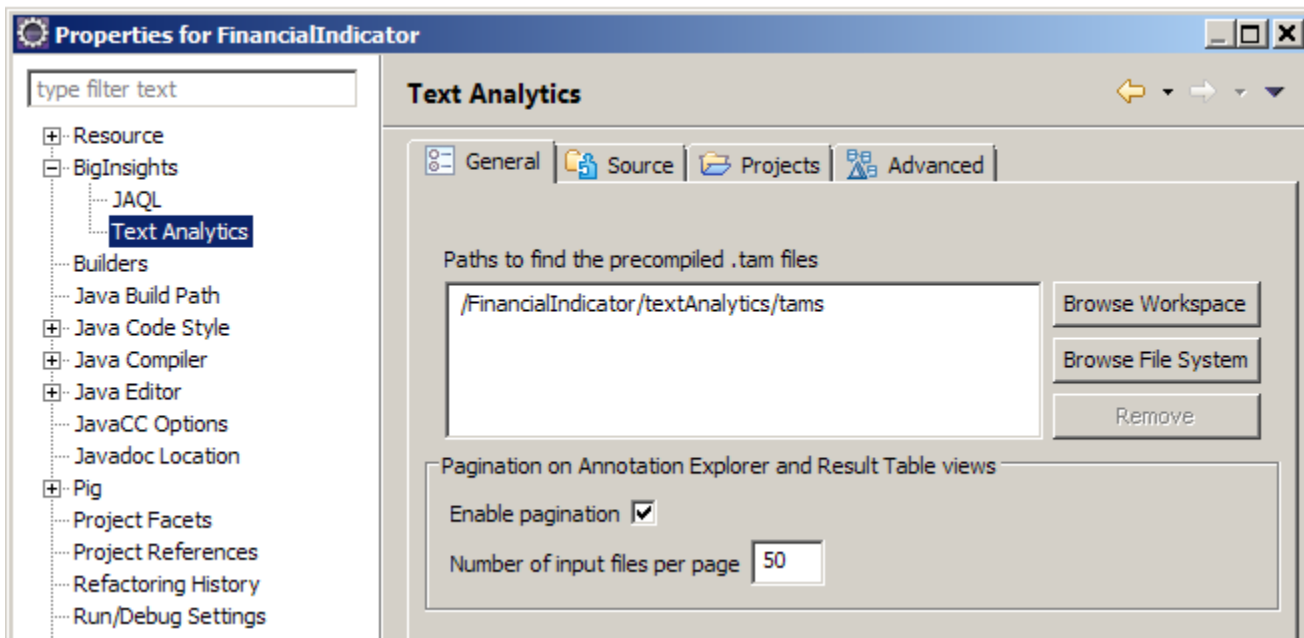 Properties for FinancialIndicator
type filter text
Resource
BigInsights
JAQL
Text Analytics
Builders
Java Build Path
Java Code Style
Java Compiler
Java Editor
JavaCC Options
Javadoc Location
Pig
Project Facets
Project References
Refactoring History
Run/Debug Settings
Text Analytics
General Source Projects Advanced
Paths to find the precompiled .tam files
/FinancialIndicator/textAnalytics/tams
Browse Workspace
Browse File System
Remove
Pagination on Annotation Explorer and Result Table views
Enable pagination
Number of input files per page 50